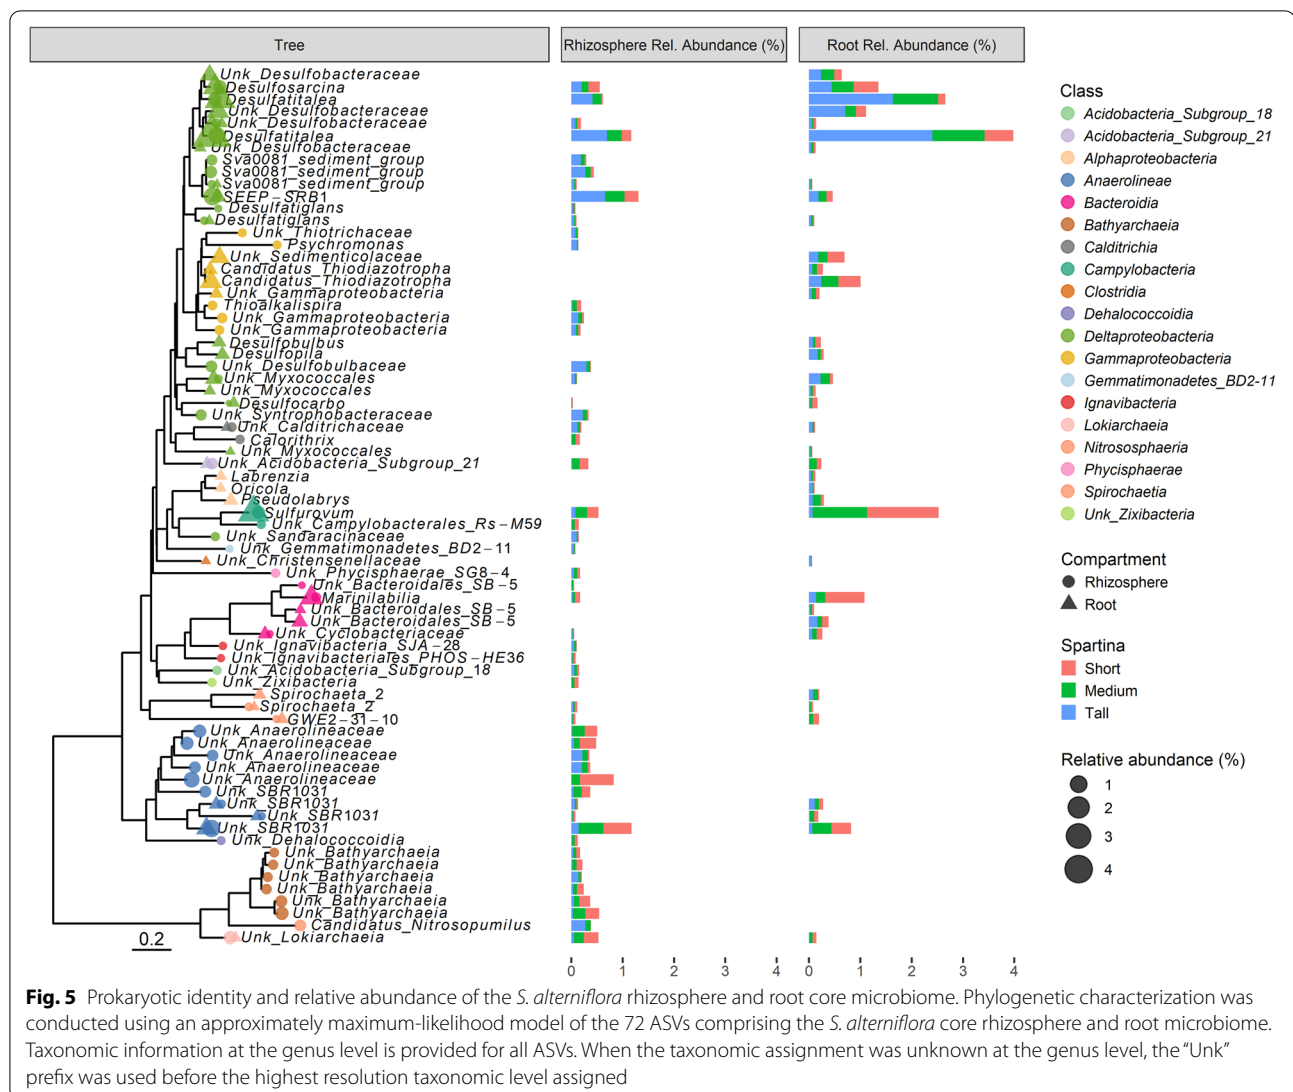 Tree
Rhizosphere Rel. Abundance (%)
Root Rel. Abundance (%)
Unk_Desulfobacteraceae
Desulfosarcina
Desulfatitalea
Unk_Desulfobacteraceae
Unk_Desulfobacteraceae
Desulfatitalea
Unk_Desulfobacteraceae
Sva0081_sediment_group
Sva0081_sediment_group
Sva0081_sediment_group
SEEP-SRB1
Desulfatiglans
Desulfatiglans
Unk_Thiotrichaceae
Psychromonas
Unk_Sedimenticolaceae
Candidatus_Thiodiazotropha
Candidatus_Thiodiazotropha
Unk_Gammaproteobacteria
Thioalkalispira
Unk_Gammaproteobacteria
Unk_Gammaproteobacteria
Desulfobulbus
Desulfopila
Unk_Desulfobulbaceae
Unk_Myxococcales
Unk_Myxococcales
Desulfocarbo
Unk_Syntrophobacteraceae
Unk_Calditrichaceae
Calorithrix
Unk_Myxococcales
Unk_Acidobacteria_Subgroup_21
Labrenzia
Oricola
Pseudolabrys
Sulfurovum
Unk_Campylobacterales_Rs-M59
Unk_Sandaracinaceae
Unk_Gemmatimonadetes_BD2-11
Unk_Christensenellaceae
Unk_Phycisphaerae_SG8-4
Unk_Bacteroidales_SB-5
Marinilabilia
Unk_Bacteroidales_SB-5
Unk_Bacteroidales_SB-5
Unk_Cyclobacteriaceae
Unk_Ignavibacteria_SJA-28
Unk_Ignavibacteriales_PHOS-HE36
Unk_Acidobacteria_Subgroup_18
Unk_Zixibacteria
Spirochaeta_2
Spirochaeta_2
GWE2-31-10
Unk_Anaerolineaceae
Unk_Anaerolineaceae
Unk_Anaerolineaceae
Unk_Anaerolineaceae
Unk_Anaerolineaceae
Unk_SBR1031
Unk_SBR1031
Unk_SBR1031
Unk_SBR1031
Unk_Dehalococcoidia
Unk_Bathyarchaeia
Unk_Bathyarchaeia
Unk_Bathyarchaeia
Unk_Bathyarchaeia
Unk_Bathyarchaeia
Unk_Bathyarchaeia
Candidatus_Nitrosopumilus
Unk_Lokiarchaeia
0.2
0 1 2 3 4
0 1 2 3 4
Class
Acidobacteria_Subgroup_18
Acidobacteria_Subgroup_21
Alphaproteobacteria
Anaerolineae
Bacteroidia
Bathyarchaeia
Calditrichia
Campylobacteria
Clostridia
Dehalococcoidia
Deltaproteobacteria
Gammaproteobacteria
Gemmatimonadetes_BD2-11
Ignavibacteria
Lokiarchaeia
Nitrososphaeria
Phycisphaerae
Spirochaetia
Unk_Zixibacteria
Compartment
Rhizosphere
Root
Spartina
Short
Medium
Tall
Relative abundance (%)
1
2
3
4
Fig. 5 Prokaryotic identity and relative abundance of the S. alterniflora rhizosphere and root core microbiome. Phylogenetic characterization was
conducted using an approximately maximum-likelihood model of the 72 ASVs comprising the S. alterniflora core rhizosphere and root microbiome.
Taxonomic information at the genus level is provided for all ASVs. When the taxonomic assignment was unknown at the genus level, the “Unk”
prefix was used before the highest resolution taxonomic level assigned